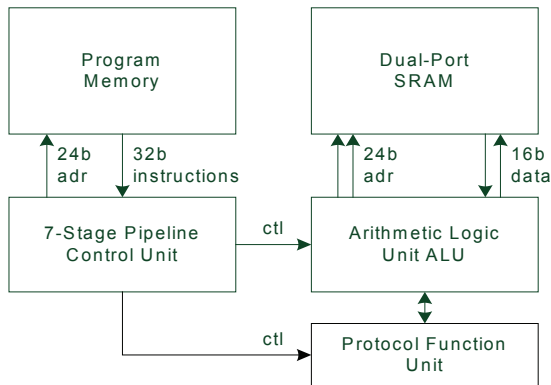 Program
Memory
Dual-Port
SRAM
24b
adr
32b
instructions
24b
adr
16b
data
7-Stage Pipeline
Control Unit
ctl
Arithmetic Logic
Unit ALU
ctl
Protocol Function
Unit